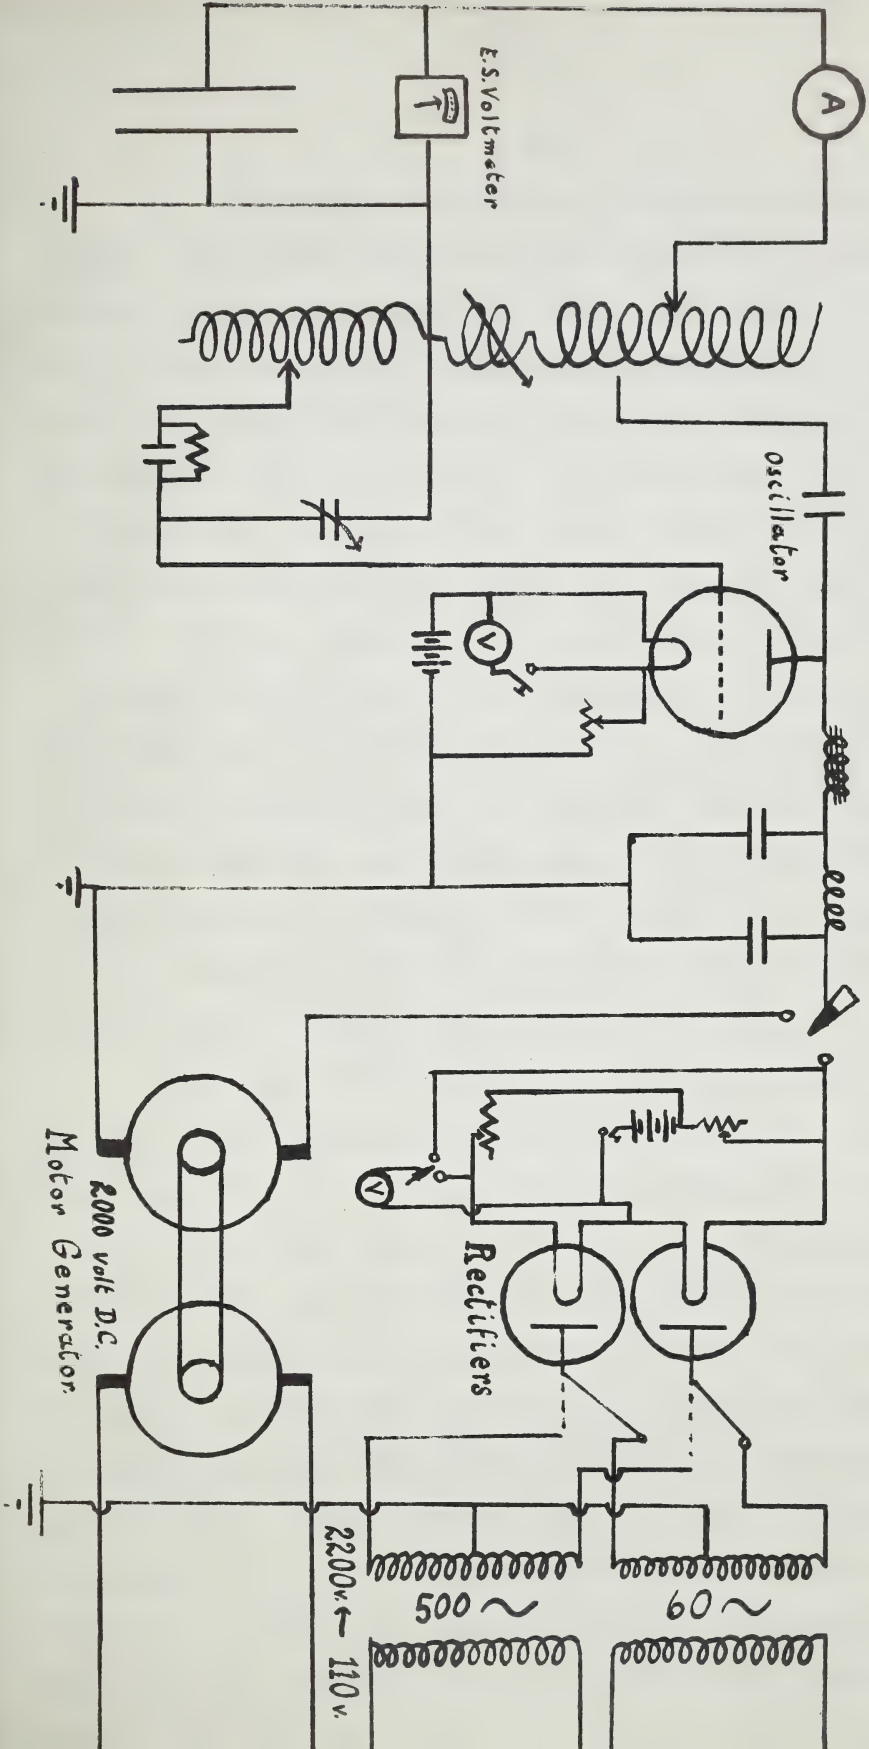 E.S. Voltmeter
A
Oscillator
V
V
Rectifiers
2000 volt D.C.
Motor Generator.
60 ~
500 ~
2200v. ← 110v.